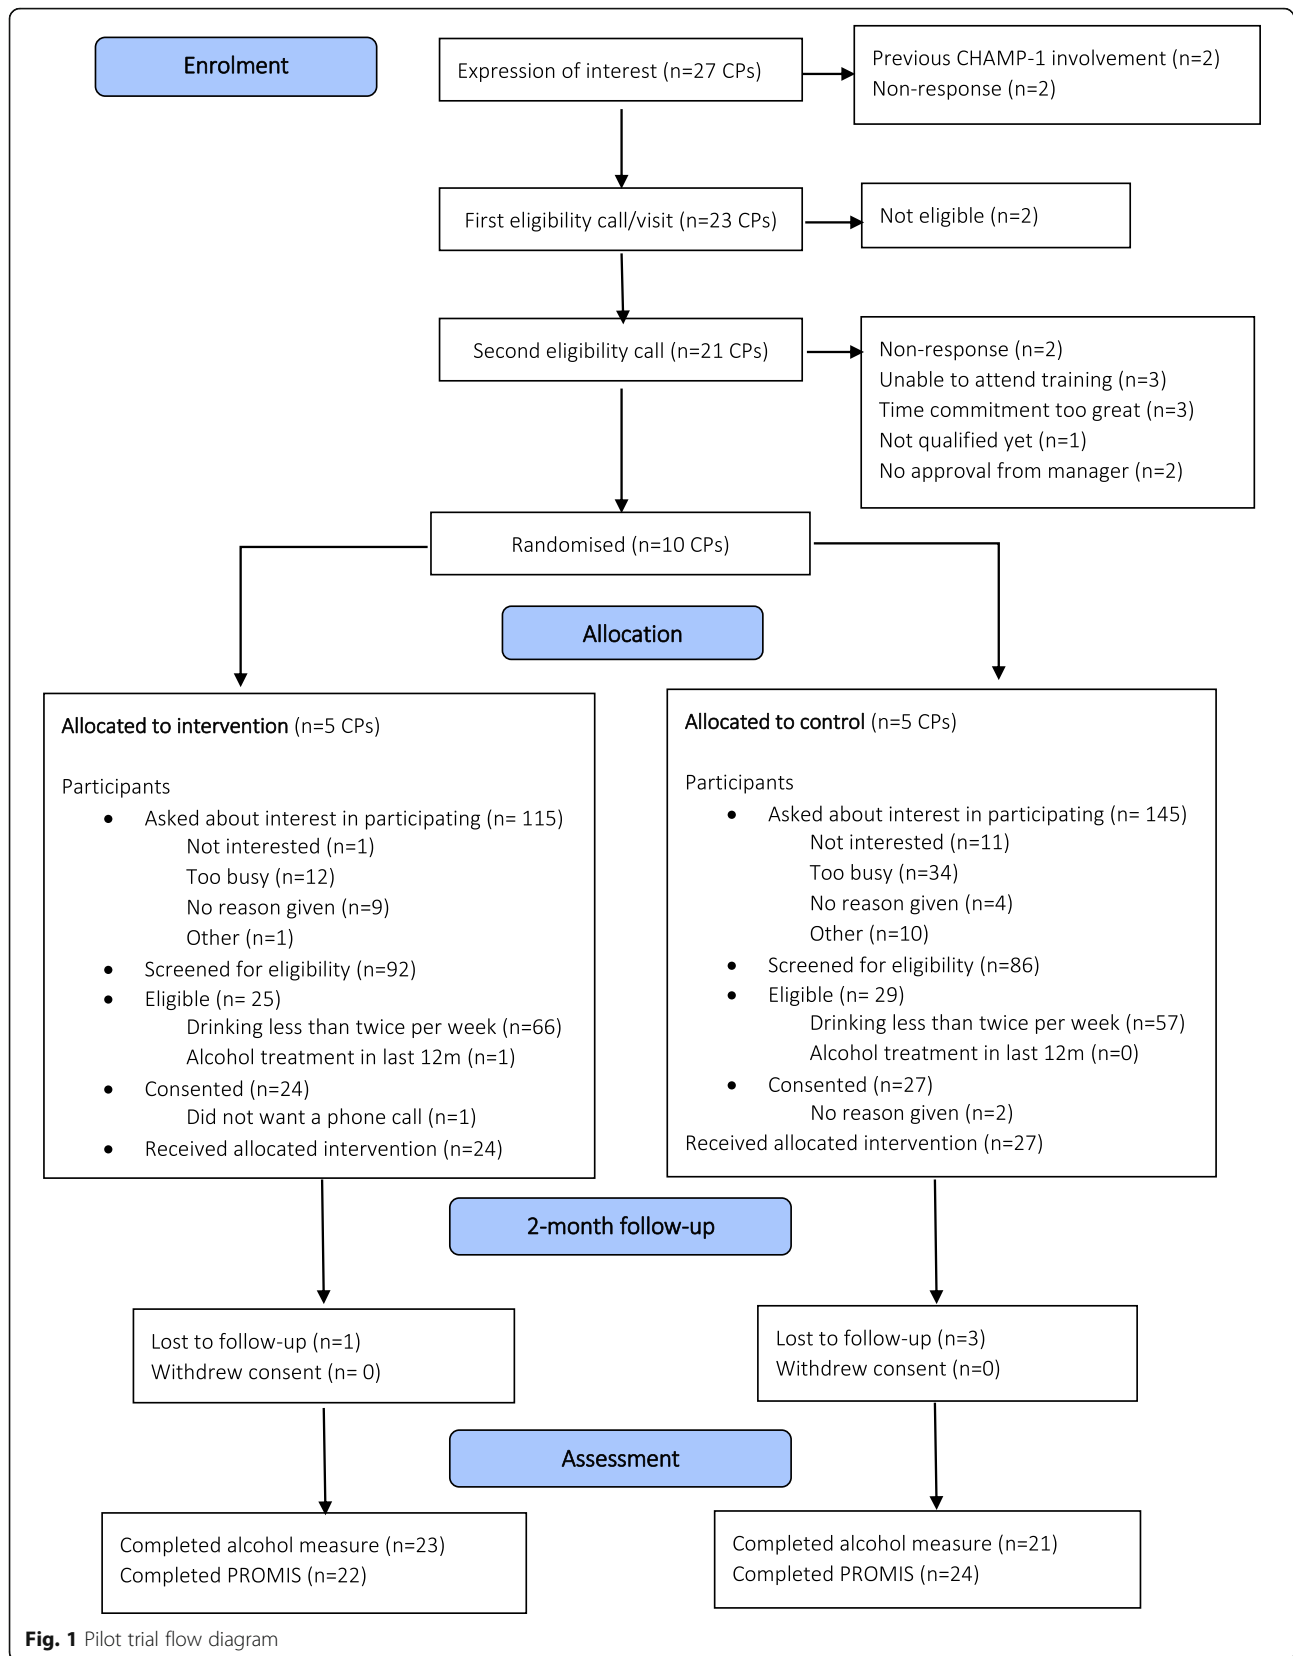 Enrolment
Expression of interest (n=27 CPs)
Previous CHAMP-1 involvement (n=2)
Non-response (n=2)
First eligibility call/visit (n=23 CPs)
Not eligible (n=2)
Second eligibility call (n=21 CPs)
Non-response (n=2)
Unable to attend training (n=3)
Time commitment too great (n=3)
Not qualified yet (n=1)
No approval from manager (n=2)
Randomised (n=10 CPs)
Allocation
Allocated to intervention (n=5 CPs)
Participants
• Asked about interest in participating (n= 115)
Not interested (n=1)
Too busy (n=12)
No reason given (n=9)
Other (n=1)
• Screened for eligibility (n=92)
• Eligible (n= 25)
Drinking less than twice per week (n=66)
Alcohol treatment in last 12m (n=1)
• Consented (n=24)
Did not want a phone call (n=1)
• Received allocated intervention (n=24)
Allocated to control (n=5 CPs)
Participants
• Asked about interest in participating (n= 145)
Not interested (n=11)
Too busy (n=34)
No reason given (n=4)
Other (n=10)
• Screened for eligibility (n=86)
• Eligible (n= 29)
Drinking less than twice per week (n=57)
Alcohol treatment in last 12m (n=0)
• Consented (n=27)
No reason given (n=2)
Received allocated intervention (n=27)
2-month follow-up
Lost to follow-up (n=1)
Withdrew consent (n= 0)
Lost to follow-up (n=3)
Withdrew consent (n=0)
Assessment
Completed alcohol measure (n=23)
Completed PROMIS (n=22)
Completed alcohol measure (n=21)
Completed PROMIS (n=24)
Fig. 1 Pilot trial flow diagram